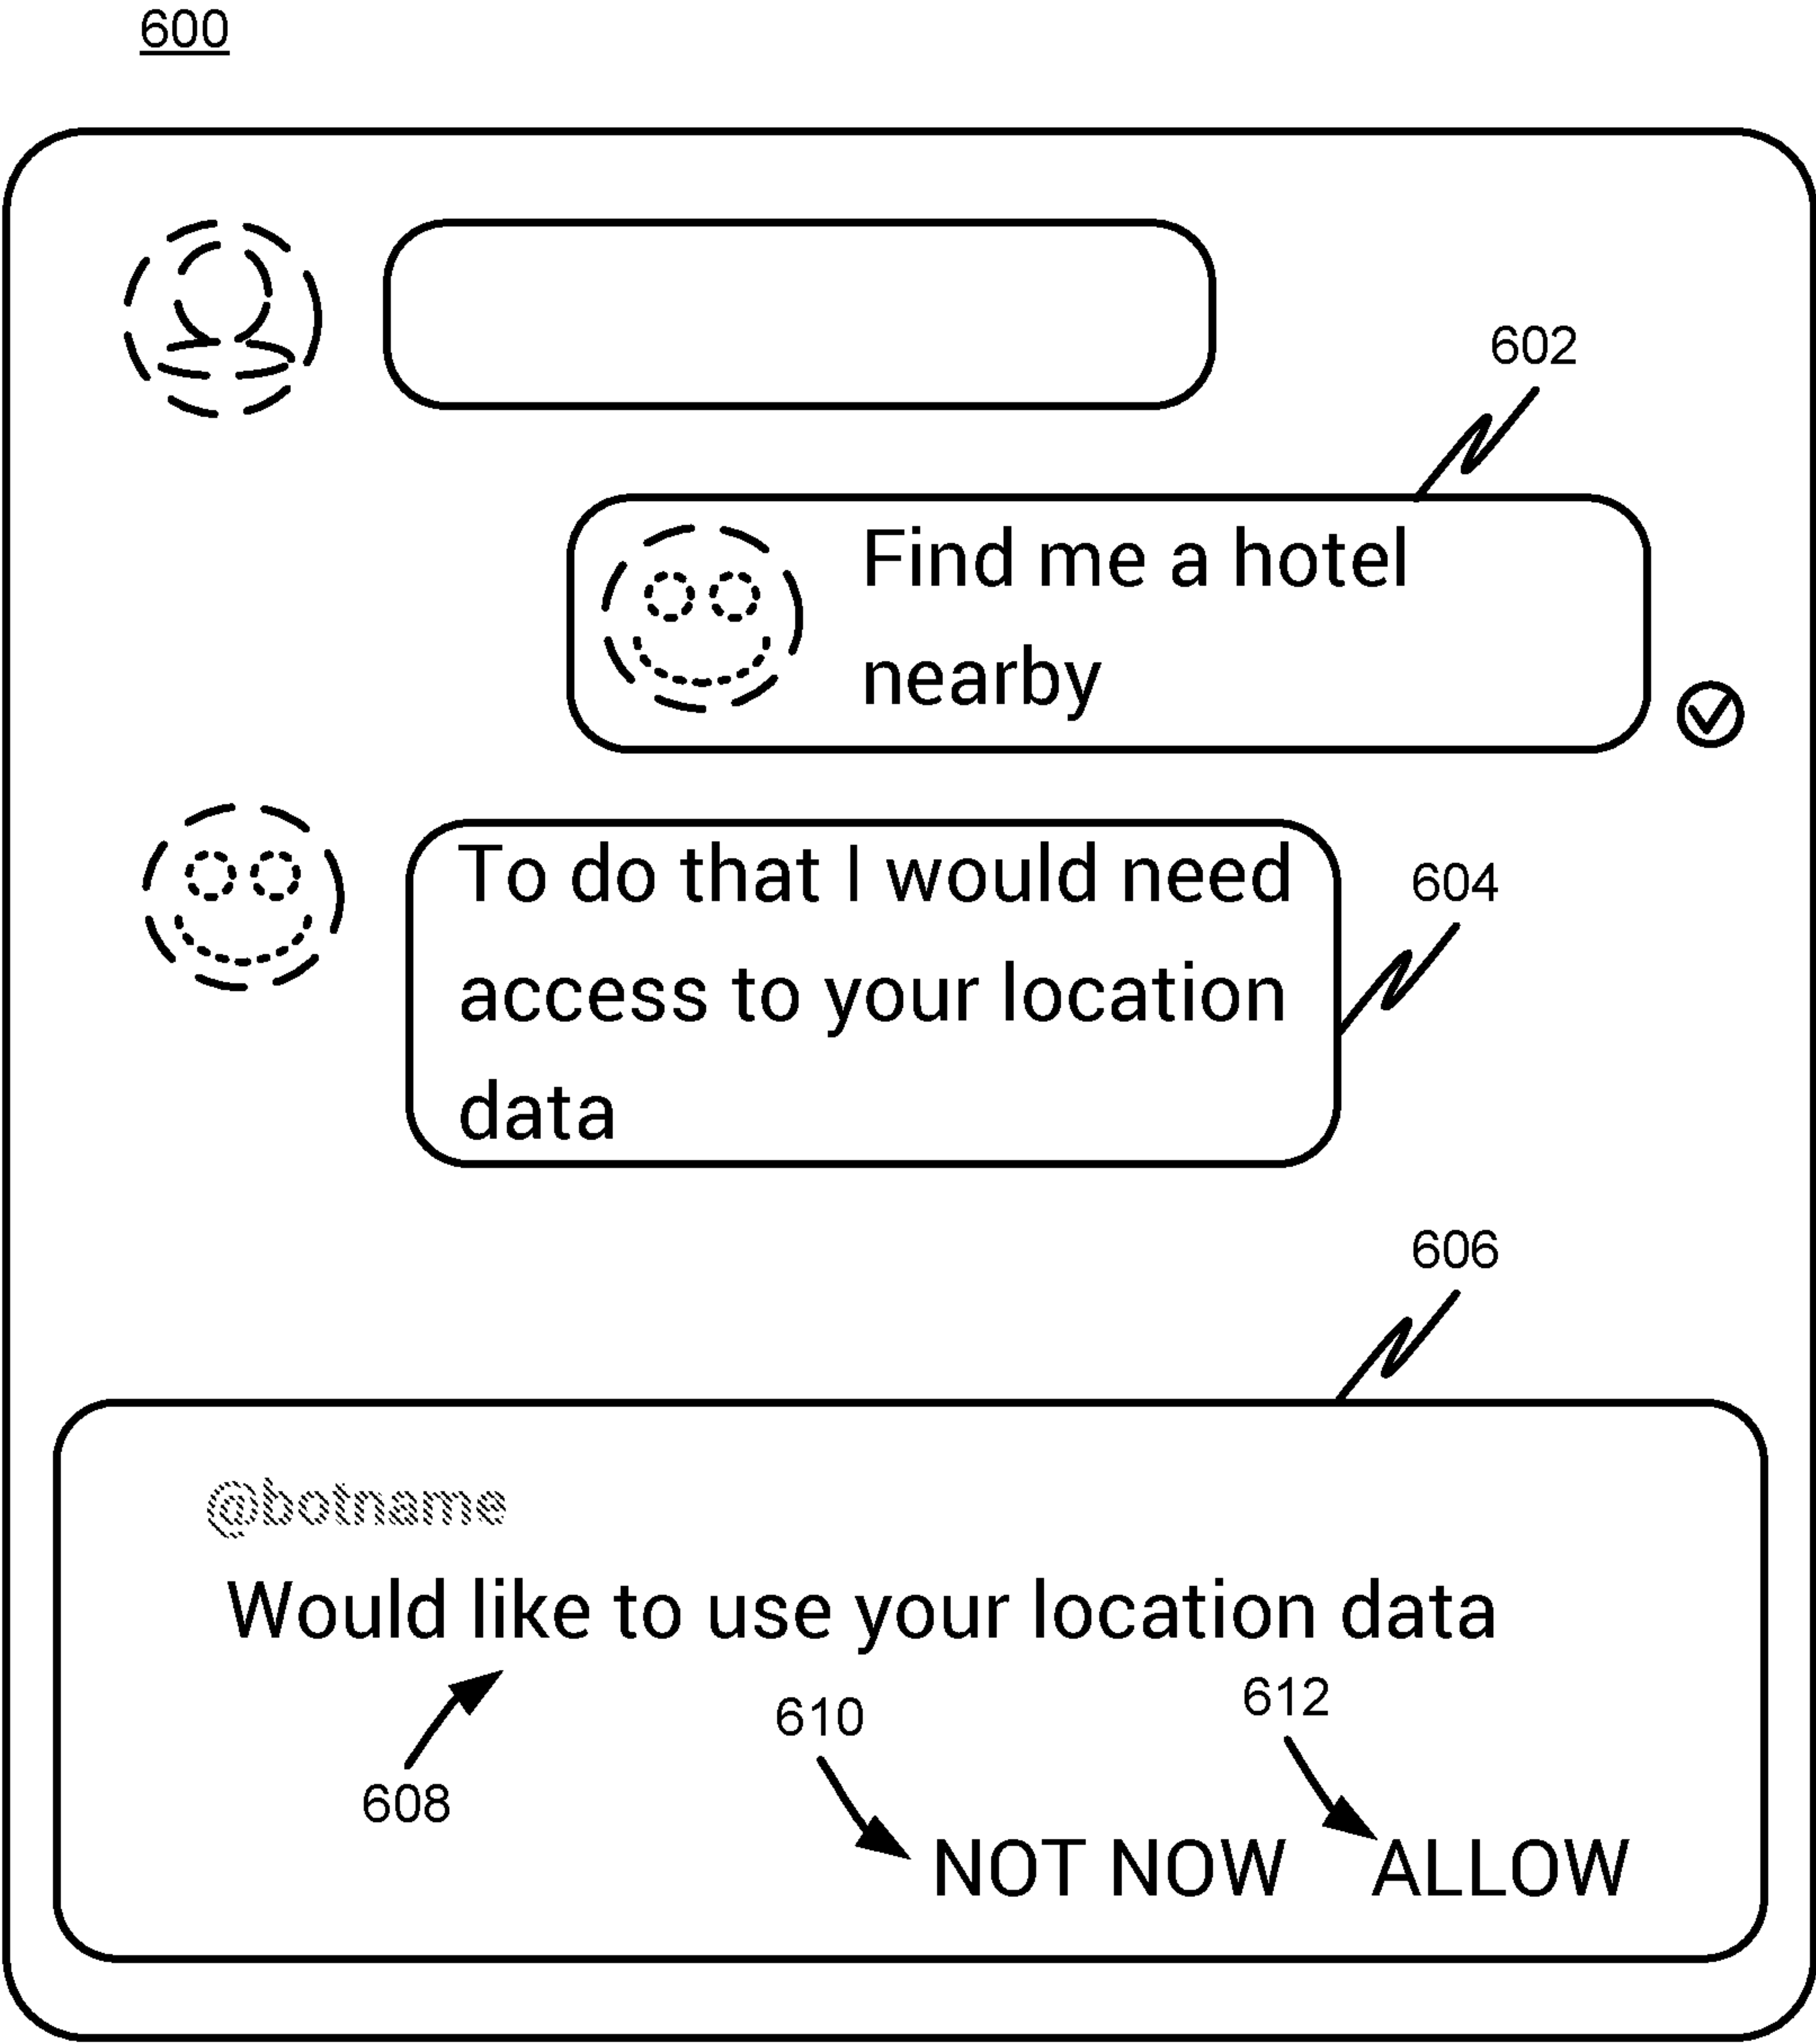 600
602
Find me a hotel
nearby
To do that I would need
604
access to your location
data
606
@botname
Would like to use your location data
608
610
612
NOT NOW ALLOW